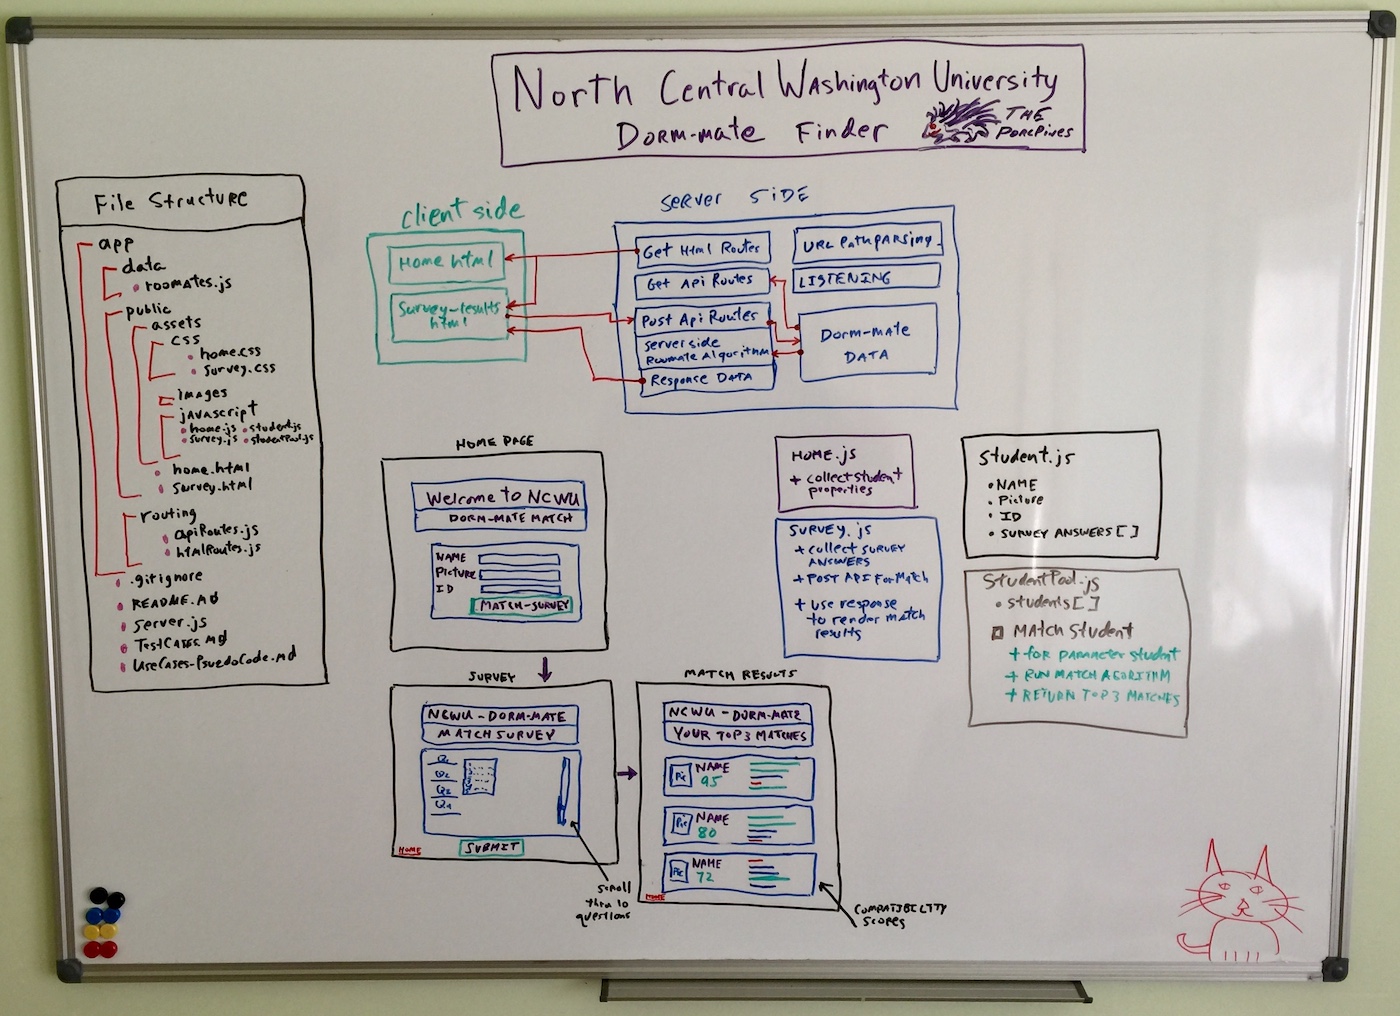 North Central Washington University
Dorm-mate Finder
THE
PorcPines
File Structure
app
data
roomates.js
public
assets
css
home.css
survey.css
images
javascript
home.js
student.js
survey.js
studentPool.js
home.html
survey.html
routing
apiRoutes.js
htmlRoutes.js
.gitignore
README.MD
server.js
TestCases.MD
UseCases-PsuedoCode.md
client side
Home html
Survey-results
html
Server Side
Get Html Routes
Get Api Routes
Post Api Routes
Server side
Roomate Algorithm
Response DATA
URL Path Parsing
LISTENING
Dorm-mate
DATA
HOME PAGE
Welcome to NCWU
DORM-MATE MATCH
NAME
Picture
ID
MATCH-SURVEY
HOME.js
+ collect student
properties
SURVEY.js
+ collect SURVEY
ANSWERS
+ POST API For Match
+ use response
to render match
results
Student.js
• NAME
• Picture
• ID
• SURVEY ANSWERS[ ]
StudentPool.js
• students[ ]
MATCH Student
+ for parameter student
+ RUN MATCH AGORITHM
+ RETURN TOP 3 MATCHES
SURVEY
NCWU - DORM-MATE
MATCH SURVEY
Q1
Q2
Q3
Q4
HOME
SUBMIT
scroll
thru 10
questions
MATCH RESULTS
NCWU - DORM-MATE
YOUR TOP 3 MATCHES
Pic
NAME
95
Pic
NAME
80
Pic
NAME
72
HOME
COMPATIBILITY
SCORES